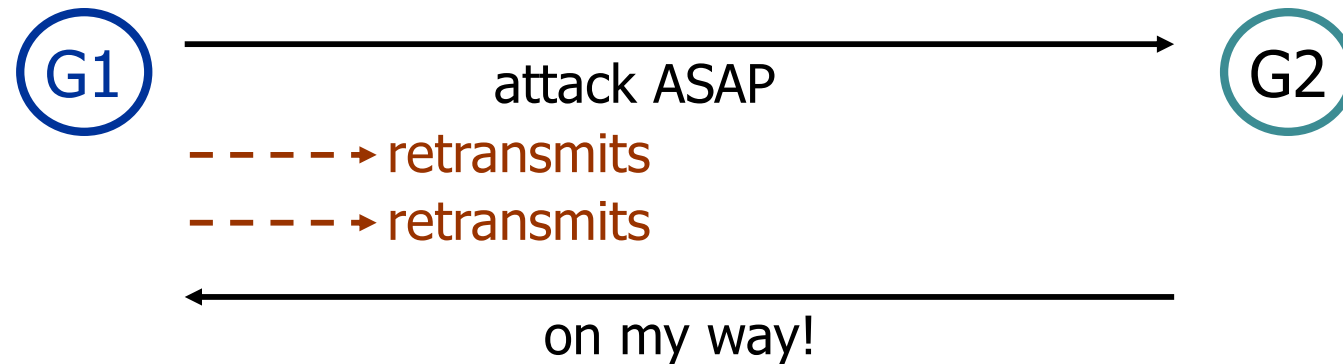 G1
G2
attack ASAP
retransmits
retransmits
on my way!